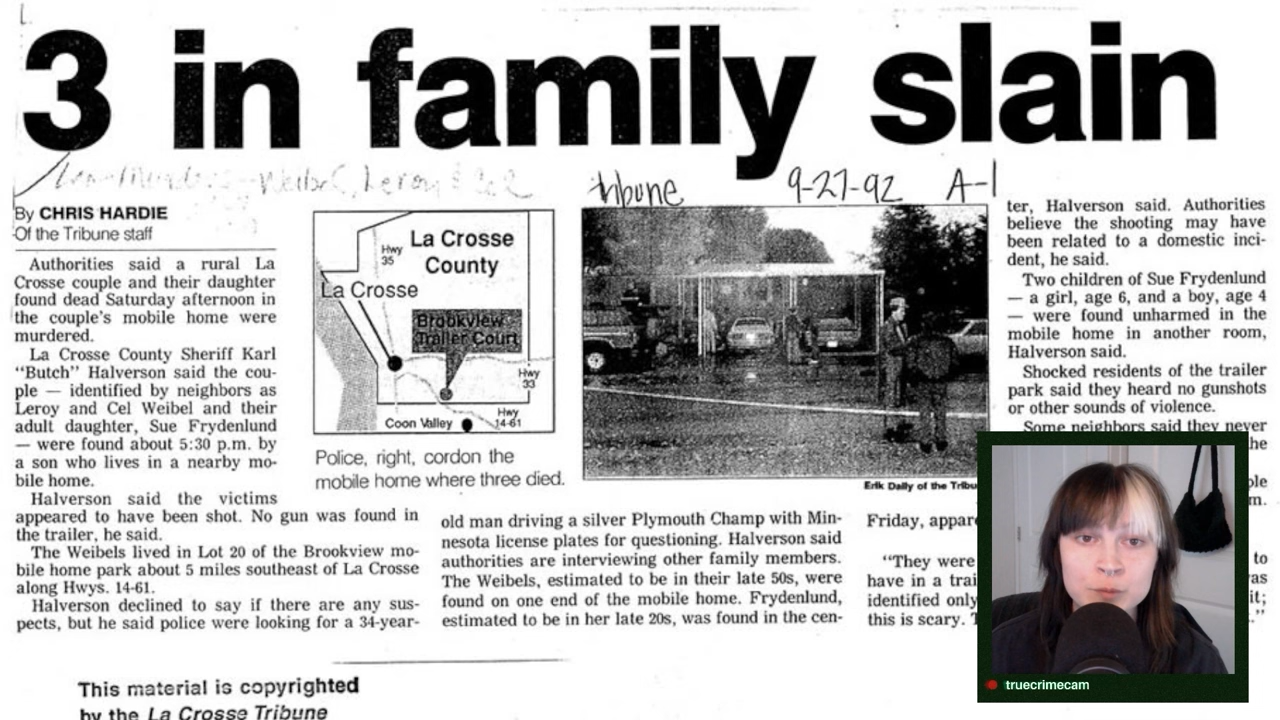 3 in family slain
Weibel, Leroy & Cel
tribune 9-27-92 A-1
By CHRIS HARDIE
Of the Tribune staff
Authorities said a rural La
Crosse couple and their daughter
found dead Saturday afternoon in
the couple's mobile home were
murdered.
La Crosse County Sheriff Karl
“Butch” Halverson said the cou-
ple — identified by neighbors as
Leroy and Cel Weibel and their
adult daughter, Sue Frydenlund
— were found about 5:30 p.m. by
a son who lives in a nearby mo-
bile home.
Halverson said the victims
appeared to have been shot. No gun was found in
the trailer, he said.
The Weibels lived in Lot 20 of the Brookview mo-
bile home park about 5 miles southeast of La Crosse
along Hwys. 14-61.
Halverson declined to say if there are any sus-
pects, but he said police were looking for a 34-year-
La Crosse
County
Hwy
35
La Crosse
Brookview
Trailer Court
Hwy
33
Hwy
14-61
Coon Valley
Police, right, cordon the
mobile home where three died.
Erik Daily of the Tribu
old man driving a silver Plymouth Champ with Min-
nesota license plates for questioning. Halverson said
authorities are interviewing other family members.
The Weibels, estimated to be in their late 50s, were
found on one end of the mobile home. Frydenlund,
estimated to be in her late 20s, was found in the cen-
ter, Halverson said. Authorities
believe the shooting may have
been related to a domestic inci-
dent, he said.
Two children of Sue Frydenlund
— a girl, age 6, and a boy, age 4
— were found unharmed in the
mobile home in another room,
Halverson said.
Shocked residents of the trailer
park said they heard no gunshots
or other sounds of violence.
Some neighbors said they never
he
ple
m.
Friday, appare
“They were
have in a trai
identified only
this is scary. T
to
was
it;
.”
This material is copyrighted
by the La Crosse Tribune
truecrimecam